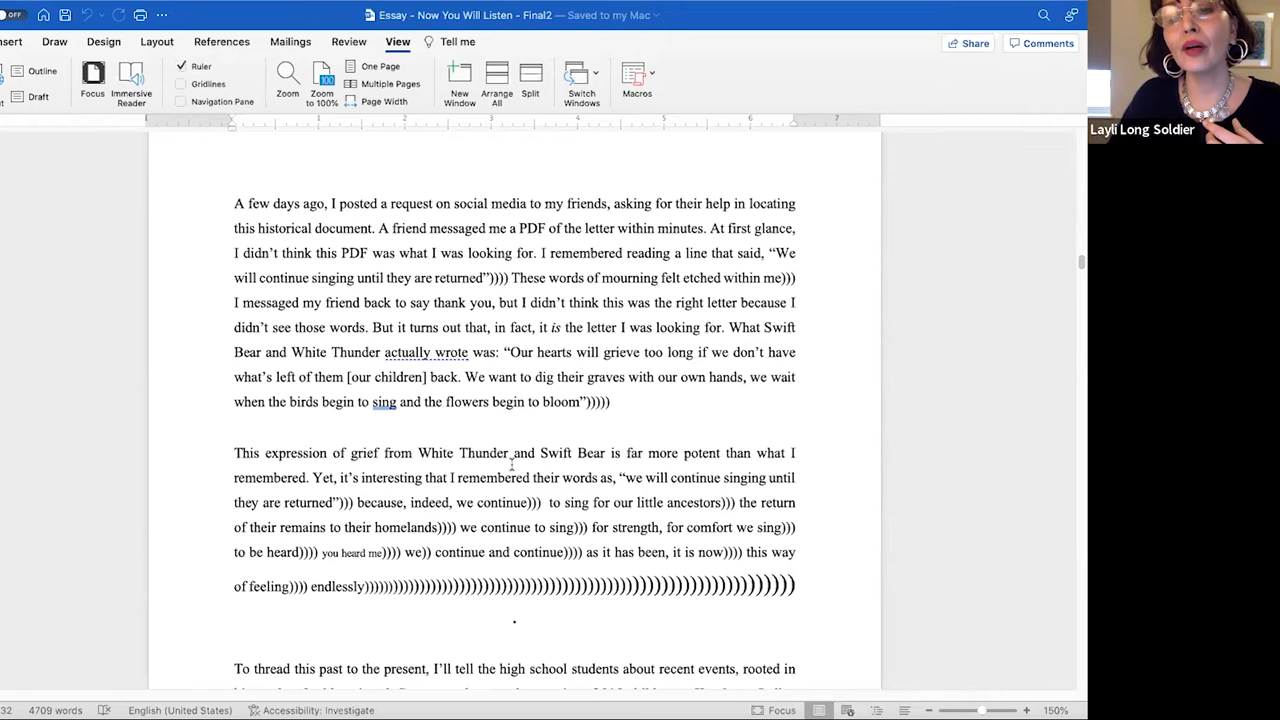 OFF
Essay - Now You Will Listen - Final2 — Saved to my Mac
Draw Design Layout References Mailings Review View Tell me
Share Comments
Outline
Draft
Focus
Immersive
Reader
Ruler
Gridlines
Navigation Pane
Zoom
Zoom
to 100%
One Page
Multiple Pages
Page Width
New
Window
Arrange
All
Split
Switch
Windows
Macros
Layli Long Soldier
1 2 3 4 5 6 7
A few days ago, I posted a request on social media to my friends, asking for their help in locating
this historical document. A friend messaged me a PDF of the letter within minutes. At first glance,
I didn’t think this PDF was what I was looking for. I remembered reading a line that said, “We
will continue singing until they are returned”)))) These words of mourning felt etched within me)))
I messaged my friend back to say thank you, but I didn’t think this was the right letter because I
didn’t see those words. But it turns out that, in fact, it is the letter I was looking for. What Swift
Bear and White Thunder actually wrote was: “Our hearts will grieve too long if we don’t have
what’s left of them [our children] back. We want to dig their graves with our own hands, we wait
when the birds begin to sing and the flowers begin to bloom”)))))
This expression of grief from White Thunder and Swift Bear is far more potent than what I
remembered. Yet, it’s interesting that I remembered their words as, “we will continue singing until
they are returned”))) because, indeed, we continue))) to sing for our little ancestors))) the return
of their remains to their homelands)))) we continue to sing))) for strength, for comfort we sing)))
to be heard)))) you heard me)))) we)) continue and continue)))) as it has been, it is now)))) this way
of feeling)))) endlessly))))))))))))))))))))))))))))))))))))))))))))))))))))))))))))))
.
To thread this past to the present, I’ll tell the high school students about recent events, rooted in
32 4709 words English (United States) Accessibility: Investigate Focus 150%